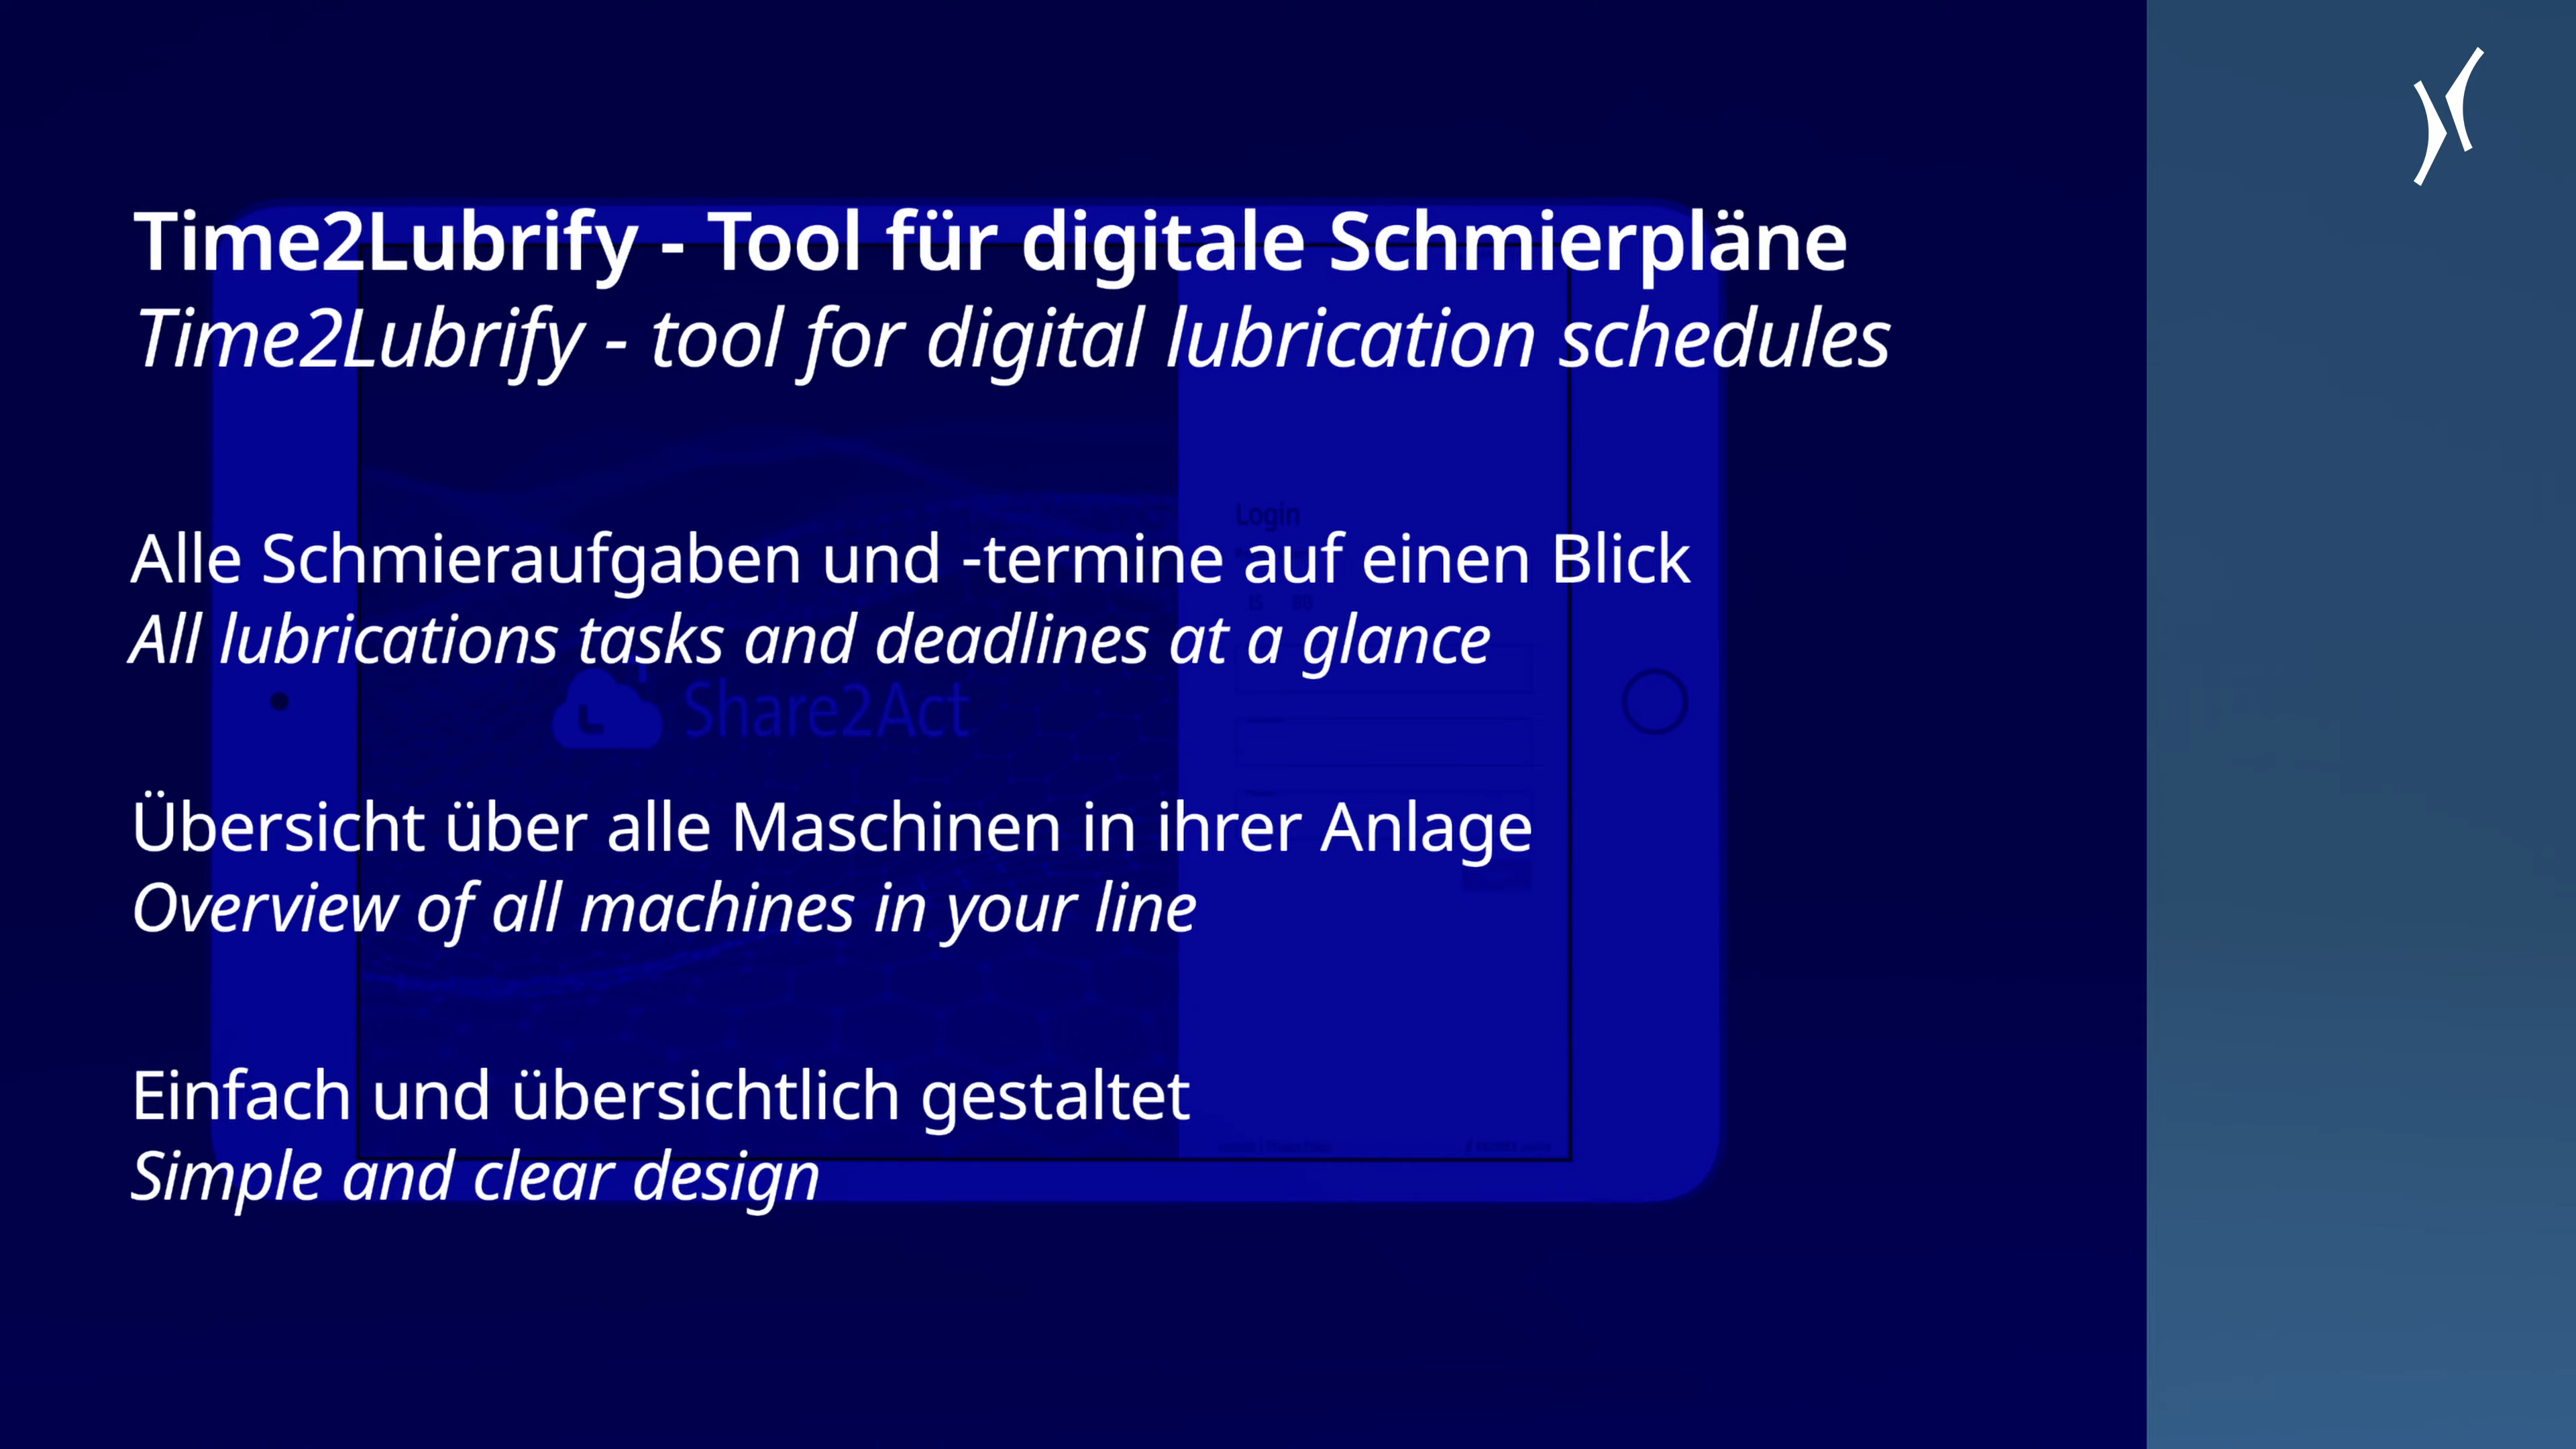 Time2Lubrify - Tool für digitale Schmierpläne
Time2Lubrify - tool for digital lubrication schedules
Login
Alle Schmieraufgaben und -termine auf einen Blick
All lubrications tasks and deadlines at a glance
Share2Act
Übersicht über alle Maschinen in ihrer Anlage
Overview of all machines in your line
Einfach und übersichtlich gestaltet
Simple and clear design